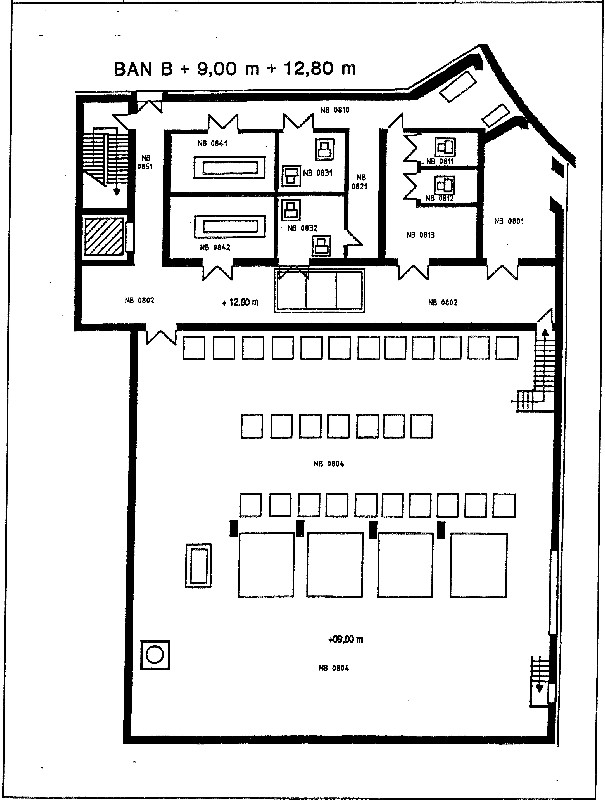 BAN B + 9,00 m + 12,80 m
NB 0810
NB 0841
NB
0851
NB 0831
NB
0821
NB 0811
NB 0812
NB 0801
NB 0832
NB 0813
NB 0842
NB 0802
+ 12.80 m
NB 0802
NB 0804
+09,00 m
NB 0804